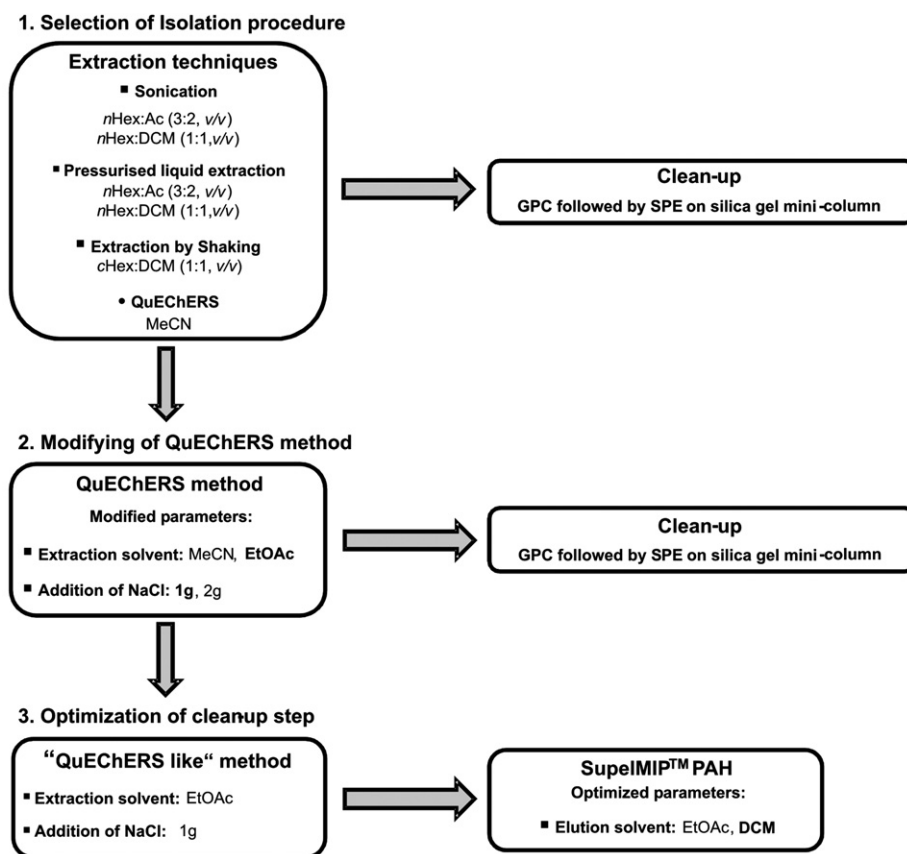 1. Selection of Isolation procedure
Extraction techniques
▪ Sonication
nHex:Ac (3:2, v/v)
nHex:DCM (1:1,v/v)
▪ Pressurised liquid extraction
nHex:Ac (3:2, v/v)
nHex:DCM (1:1,v/v)
▪ Extraction by Shaking
cHex:DCM (1:1, v/v)
• QuEChERS
MeCN
Clean-up
GPC followed by SPE on silica gel mini-column
2. Modifying of QuEChERS method
QuEChERS method
Modified parameters:
▪ Extraction solvent: MeCN, EtOAc
▪ Addition of NaCl: 1g, 2g
Clean-up
GPC followed by SPE on silica gel mini-column
3. Optimization of clean-up step
“QuEChERS like“ method
▪ Extraction solvent: EtOAc
▪ Addition of NaCl: 1g
SupelMIP™ PAH
Optimized parameters:
▪ Elution solvent: EtOAc, DCM